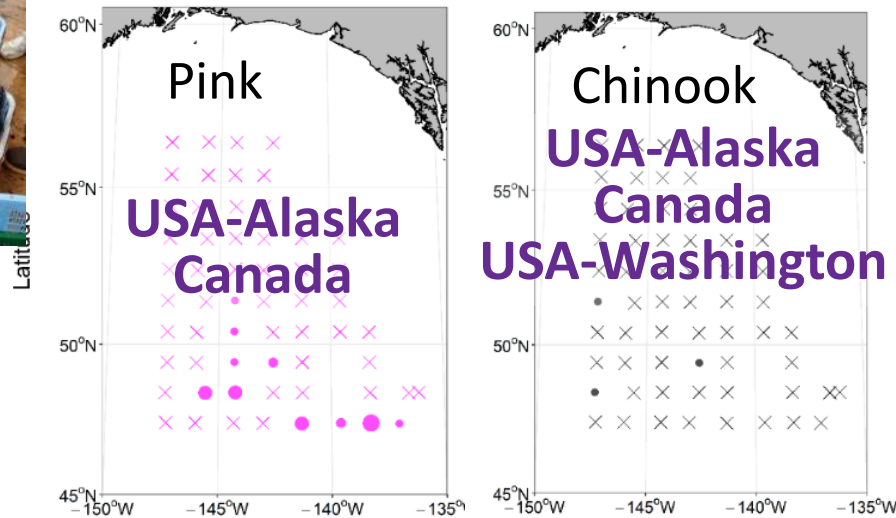 Pink
USA-Alaska
Canada
Latitude
60°N
55°N
50°N
45°N
−150°W
−145°W
−140°W
−135°
Chinook
USA-Alaska
Canada
USA-Washington
60°N
55°N
50°N
45°N
−150°W
−145°W
−140°W
−135°W